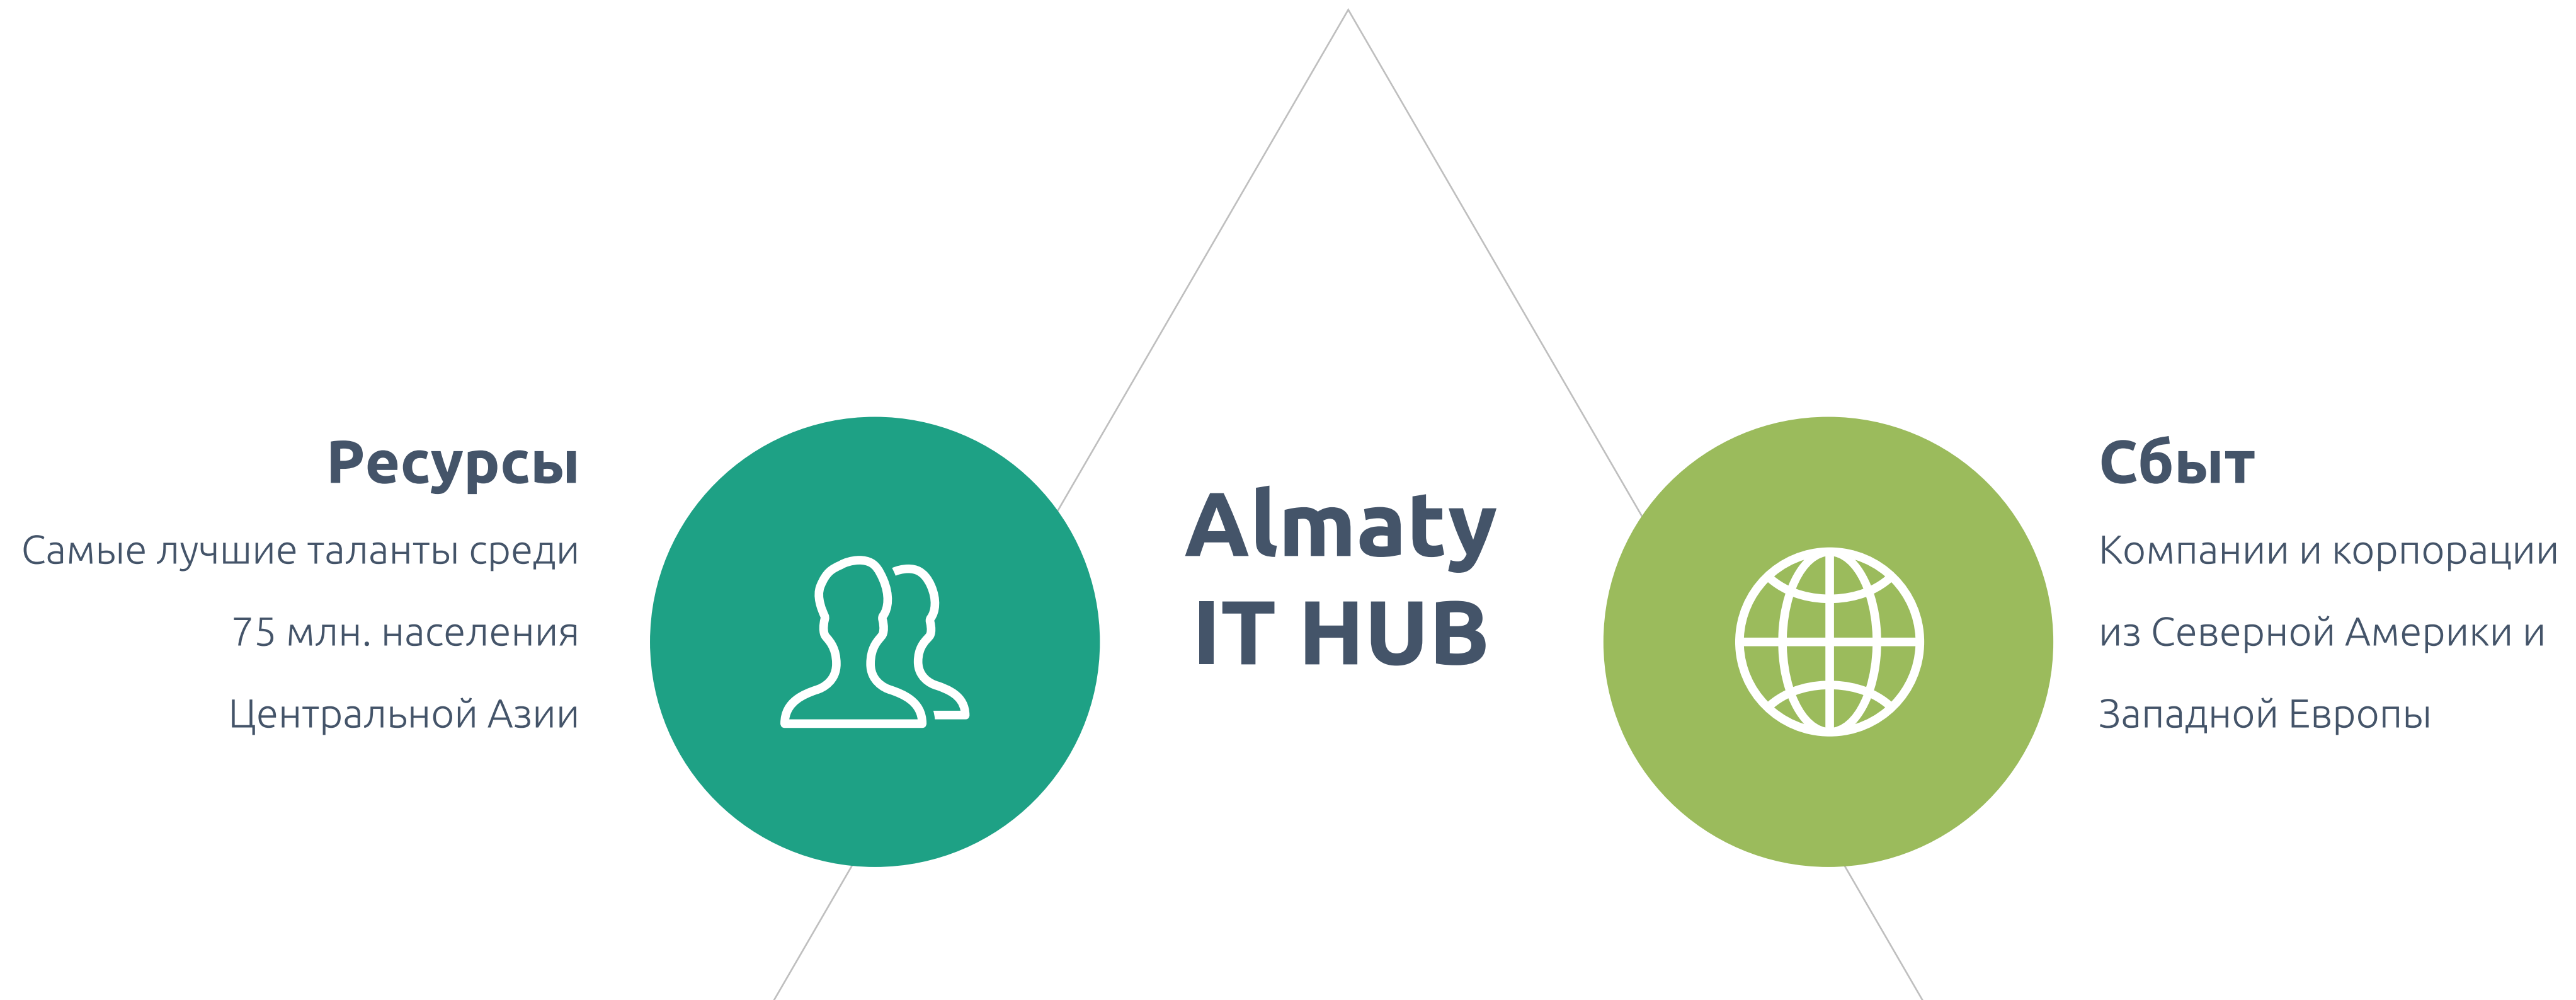 Ресурсы
Самые лучшие таланты среди
75 млн. населения
Центральной Азии
Almaty
IT HUB
Сбыт
Компании и корпорации
из Северной Америки и
Западной Европы